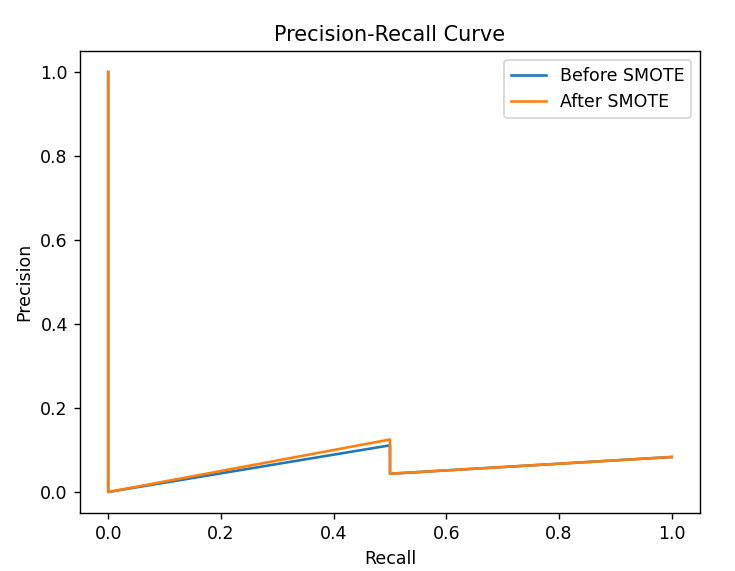 Precision-Recall Curve
Before SMOTE
After SMOTE
Precision
1.0
0.8
0.6
0.4
0.2
0.0
0.0 0.2 0.4 0.6 0.8 1.0
Recall